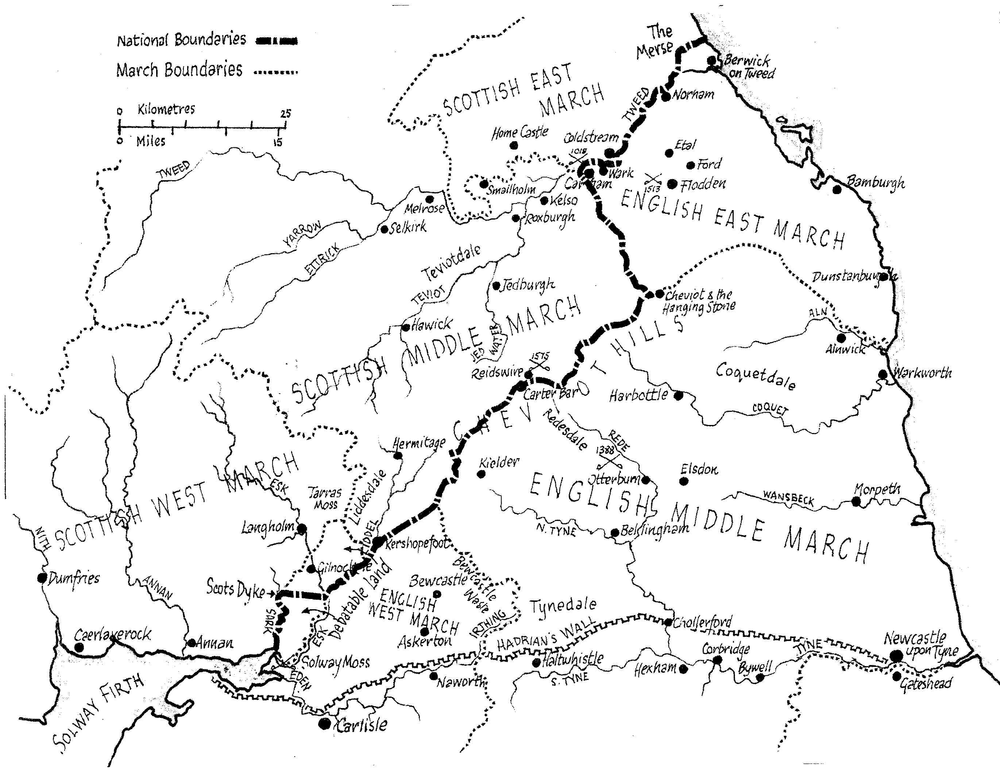 National Boundaries
March Boundaries
0 Kilometres 25
0 Miles 15
The
Merse
Berwick
on Tweed
SCOTTISH EAST
MARCH
TWEED
Norham
Home Castle
Coldstream
1018
Etal
Ford
Wark
Carham
1513
Flodden
Bamburgh
TWEED
Smailholm
Melrose
Kelso
Roxburgh
ENGLISH EAST MARCH
Selkirk
YARROW
ETTRICK
Teviotdale
TEVIOT
Jedburgh
Dunstanburgh
Cheviot & the
Hanging Stone
ALN
Alnwick
Hawick
SCOTTISH MIDDLE MARCH
JED
WATER
CHEVIOT HILLS
1575
Reidswire
Carter Bar
Harbottle
Coquetdale
Warkworth
COQUET
Redesdale
REDE
1388
Otterburn
Elsdon
Hermitage
Kielder
SCOTTISH WEST MARCH
ESK
Tarras
Moss
Liddesdale
ENGLISH MIDDLE MARCH
WANSBECK
Morpeth
Langholm
LIDDEL
N. TYNE
Bellingham
NITH
Kershopefoot
Dumfries
Gilnockie
Bewcastle
Waste
Scots Dyke
ANNAN
Debatable Land
Bewcastle
ENGLISH
WEST MARCH
Tynedale
SARK
ESK
IRTHING
Askerton
HADRIAN'S WALL
Chollerford
Caerlaverock
Annan
Newcastle
upon Tyne
TYNE
Corbridge
Solway Moss
Haltwhistle
Hexham
Bywell
EDEN
Naworth
S. TYNE
Gateshead
SOLWAY FIRTH
Carlisle